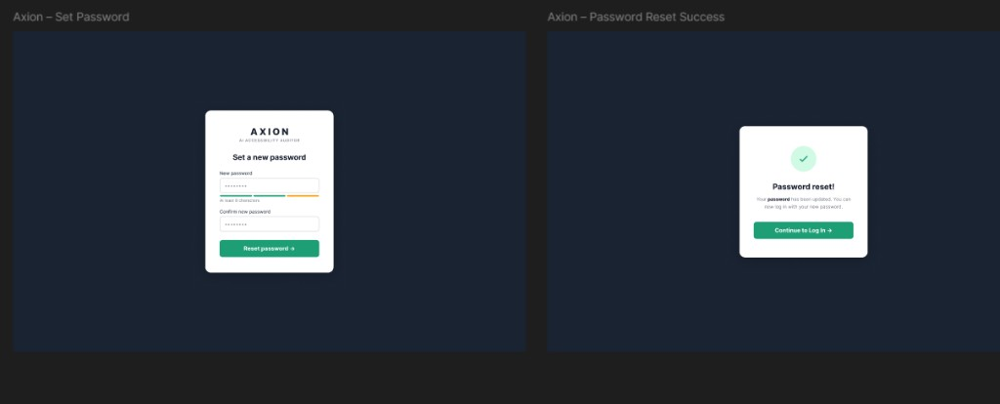 Axion – Set Password
AXION
AI ACCESSIBILITY AUDITOR
Set a new password
New password
At least 8 characters
Confirm new password
Reset password →
Axion – Password Reset Success
Password reset!
Your password has been updated. You can
now log in with your new password.
Continue to Log In →